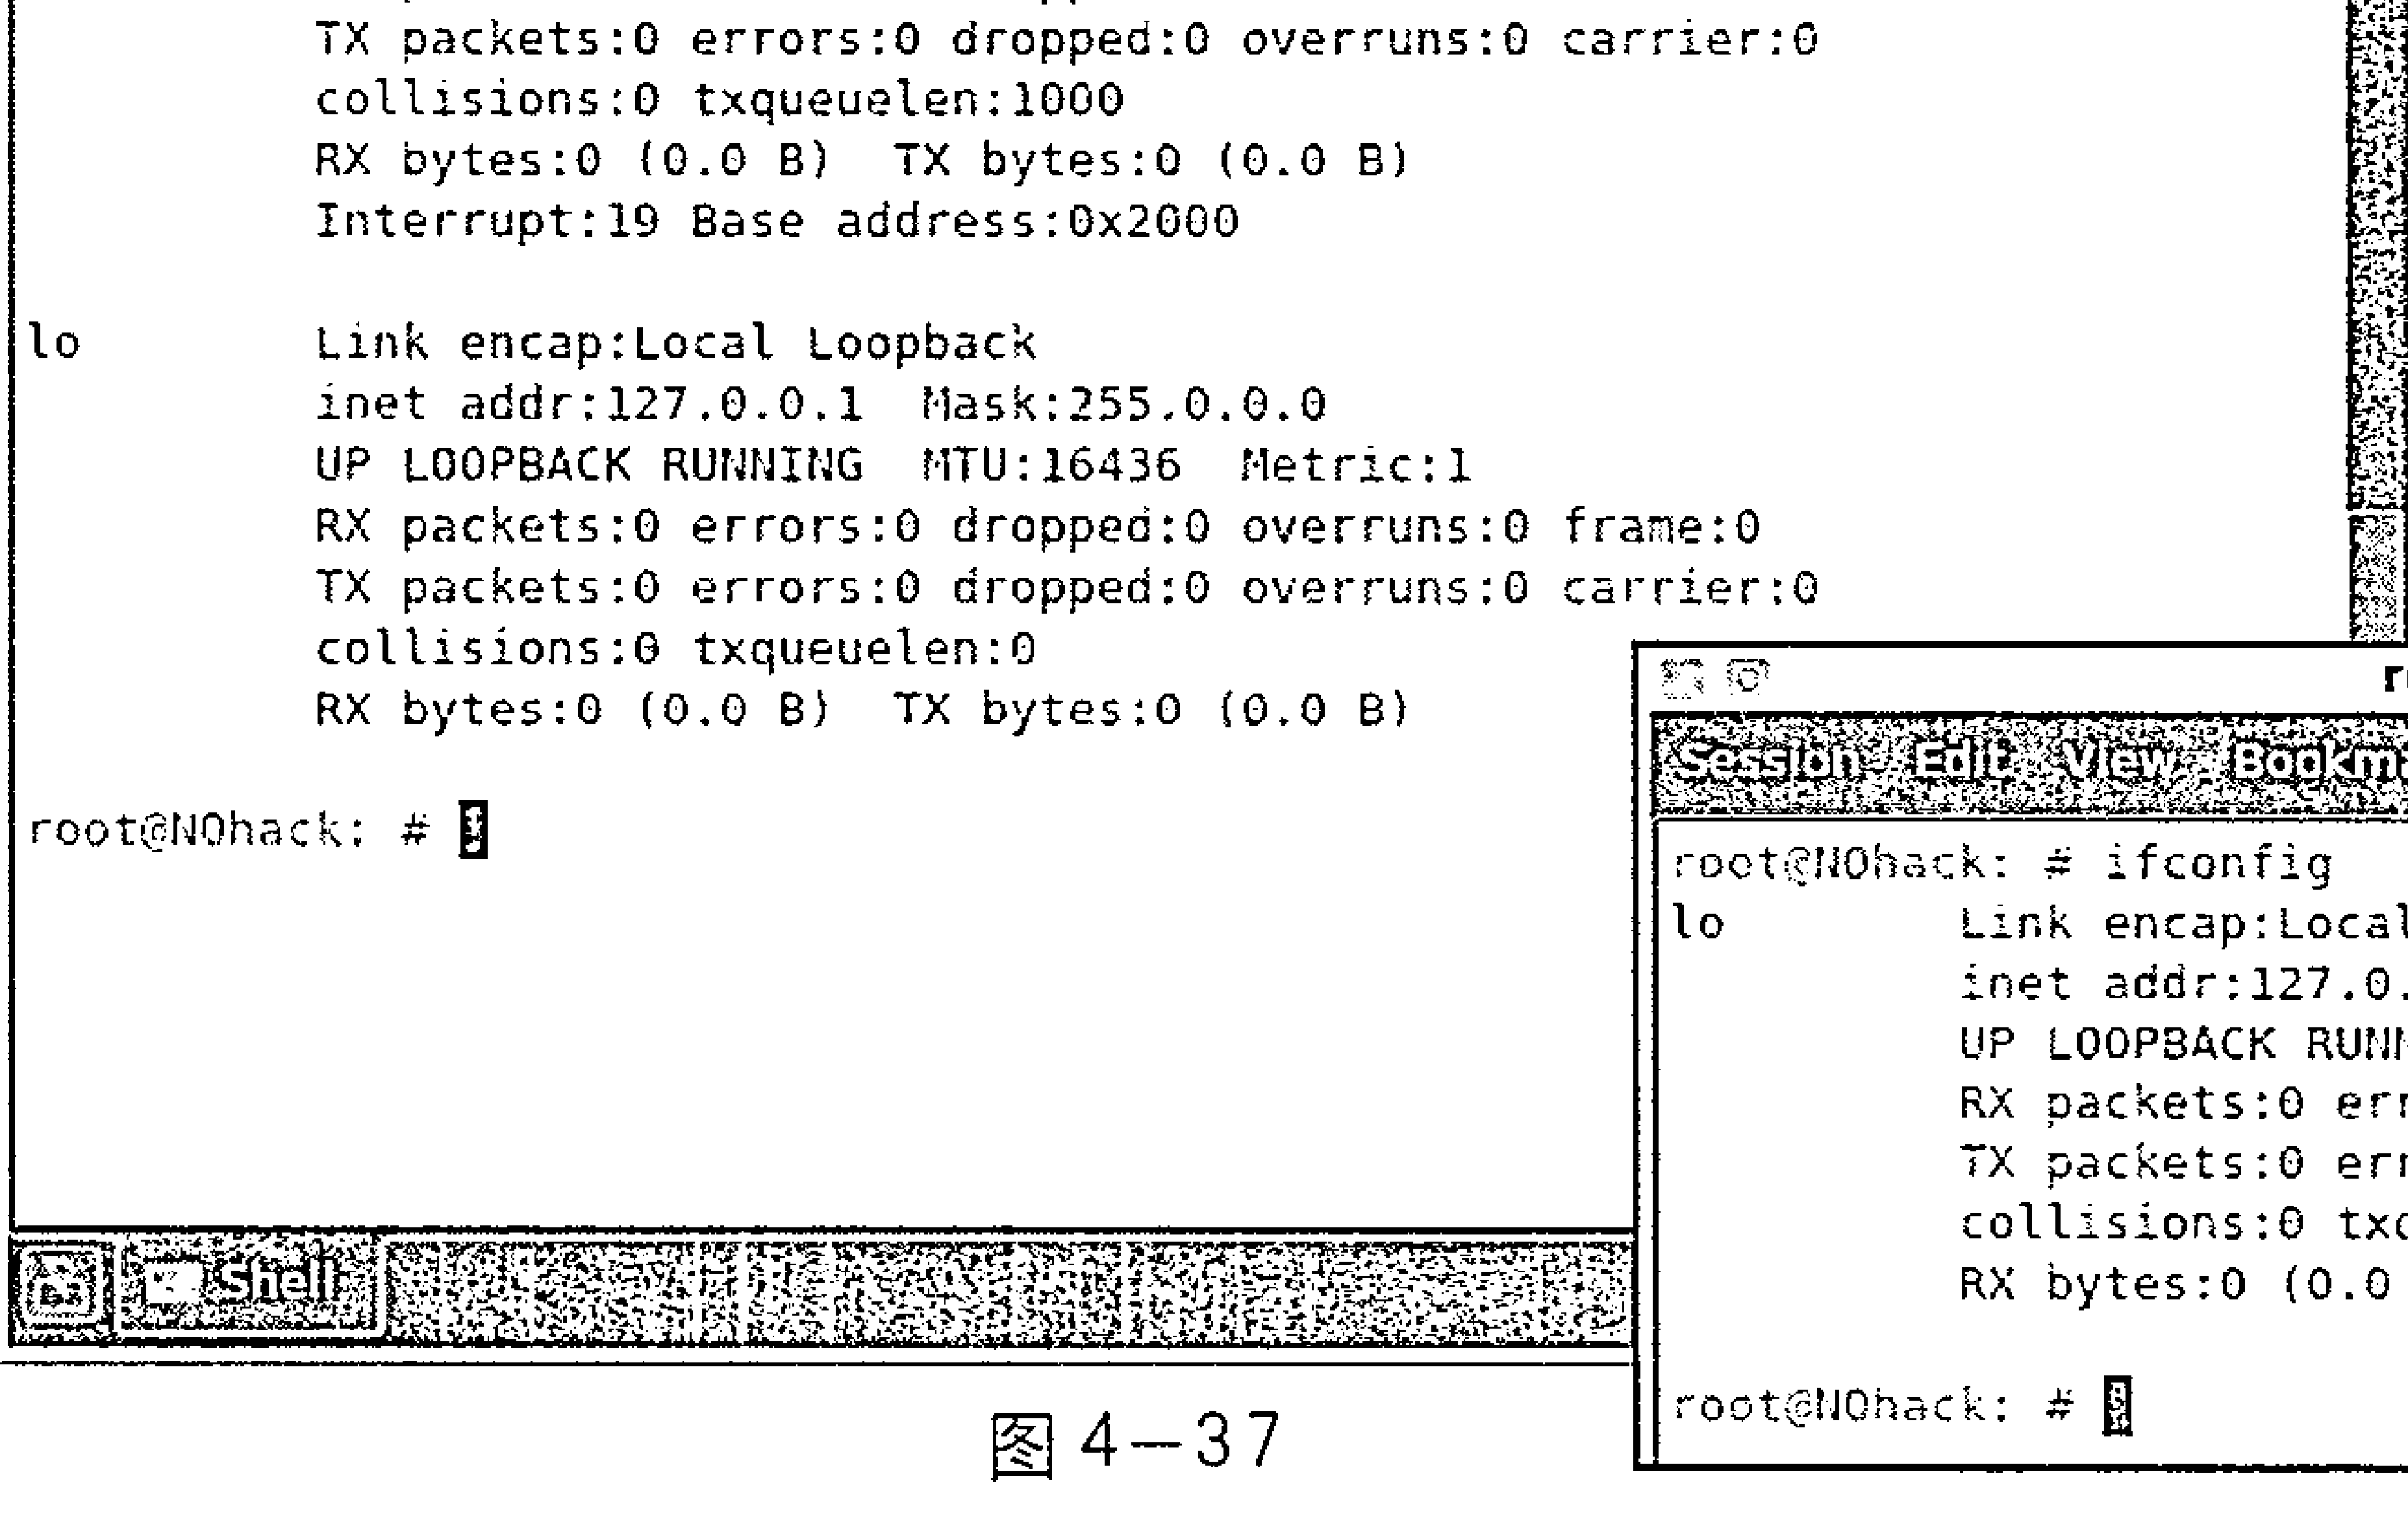 TX packets:0 errors:0 dropped:0 overruns:0 carrier:0
collisions:0 txqueuelen:1000
RX bytes:0 (0.0 B)  TX bytes:0 (0.0 B)
Interrupt:19 Base address:0x2000
lo        Link encap:Local Loopback
inet addr:127.0.0.1  Mask:255.0.0.0
UP LOOPBACK RUNNING  MTU:16436  Metric:1
RX packets:0 errors:0 dropped:0 overruns:0 frame:0
TX packets:0 errors:0 dropped:0 overruns:0 carrier:0
collisions:0 txqueuelen:0
RX bytes:0 (0.0 B)  TX bytes:0 (0.0 B)
root@NOhack: #
Shell
Session Edit View Bookma
root@NOhack: # ifconfig
lo        Link encap:Local
inet addr:127.0.
UP LOOPBACK RUNN
RX packets:0 err
TX packets:0 err
collisions:0 txq
RX bytes:0 (0.0
root@NOhack: #
图 4—37